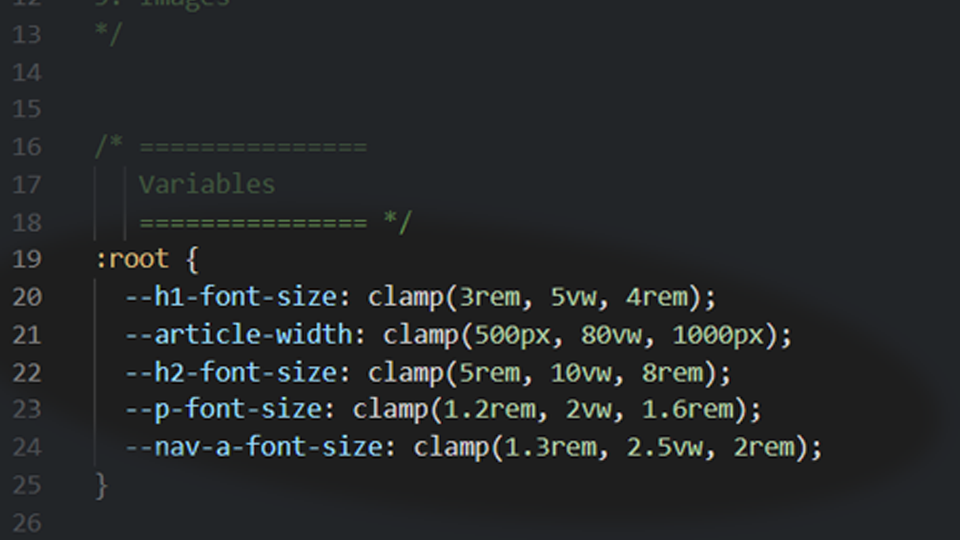 12 3. Images
13 */
14
15
16 /* ===============
17 Variables
18 =============== */
19 :root {
20 --h1-font-size: clamp(3rem, 5vw, 4rem);
21 --article-width: clamp(500px, 80vw, 1000px);
22 --h2-font-size: clamp(5rem, 10vw, 8rem);
23 --p-font-size: clamp(1.2rem, 2vw, 1.6rem);
24 --nav-a-font-size: clamp(1.3rem, 2.5vw, 2rem);
25 }
26